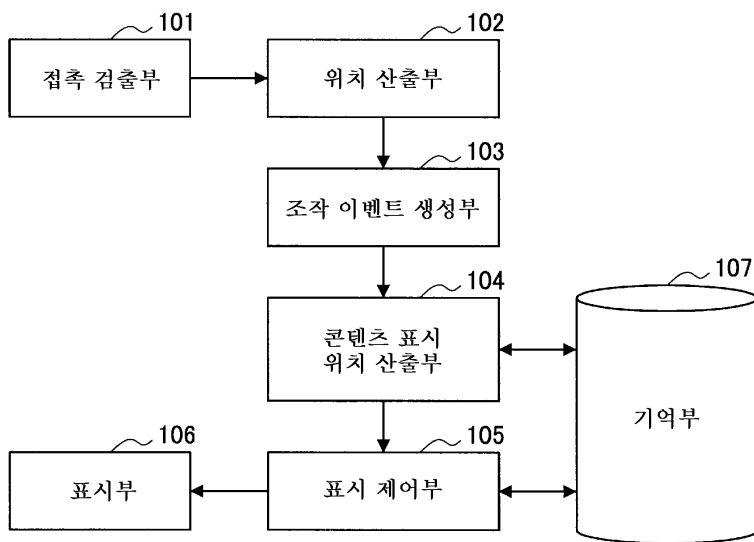 101
접촉 검출부
102
위치 산출부
103
조작 이벤트 생성부
104
콘텐츠 표시
위치 산출부
107
기억부
106
표시부
105
표시 제어부